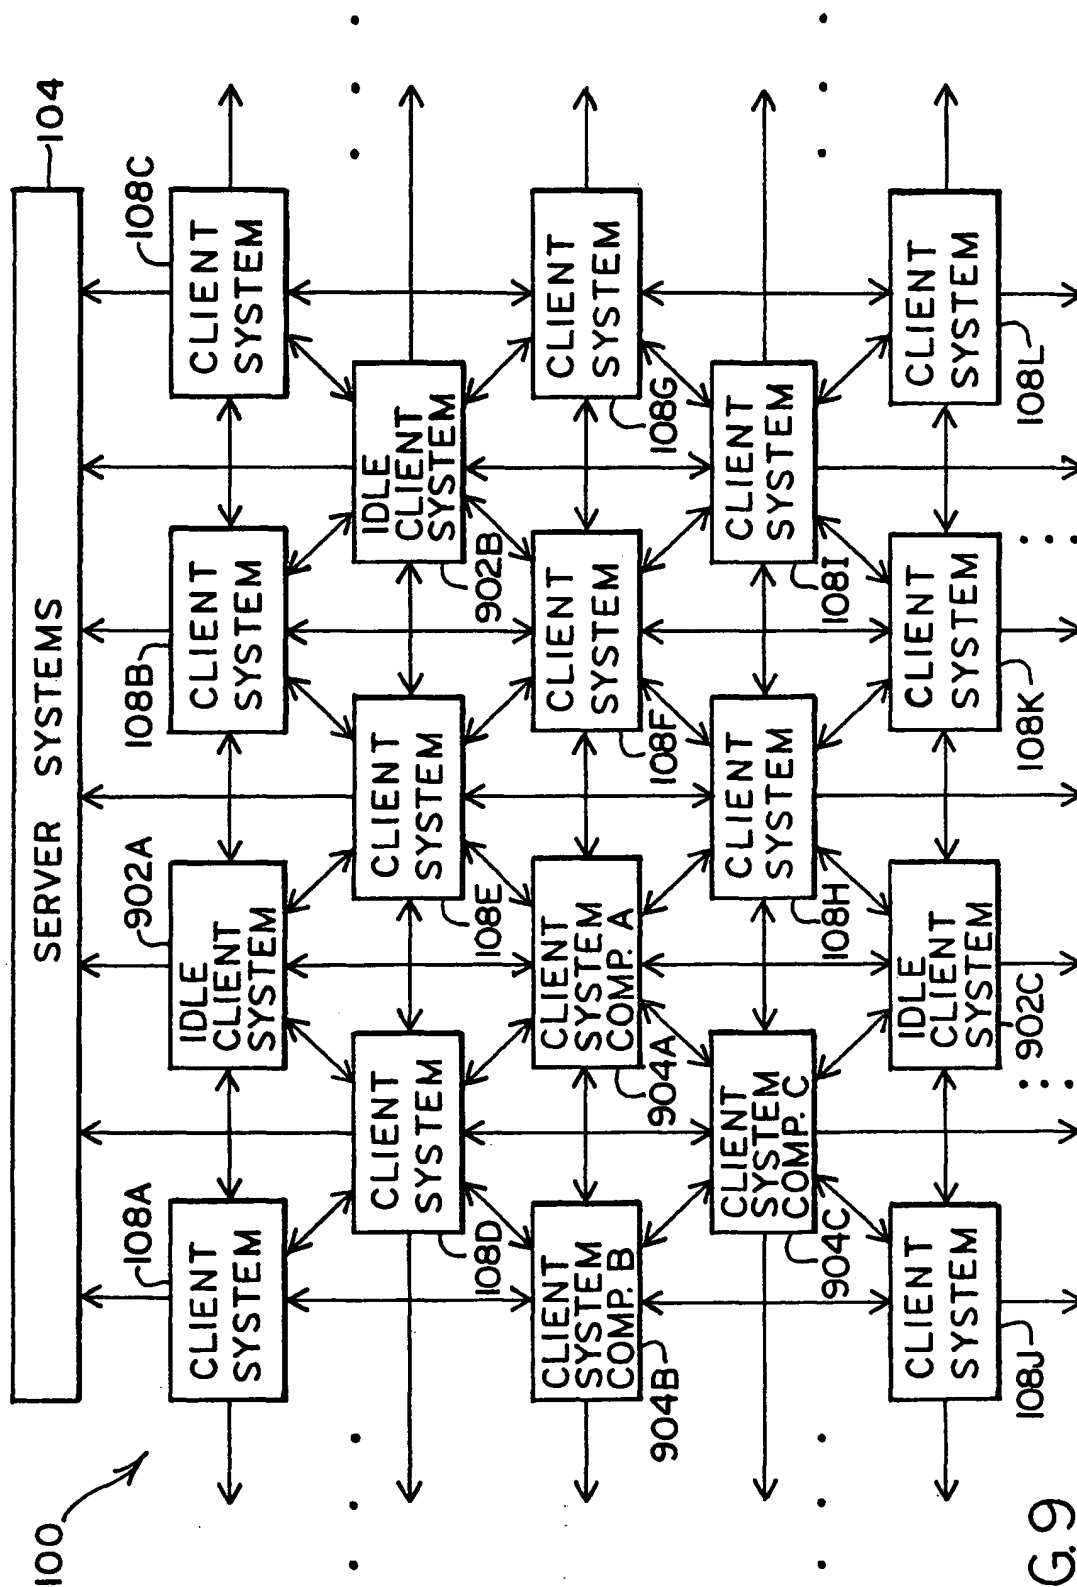 100
SERVER SYSTEMS
104
108A
902A
108B
108C
CLIENT
SYSTEM
IDLE
CLIENT
SYSTEM
CLIENT
SYSTEM
CLIENT
SYSTEM
CLIENT
SYSTEM
CLIENT
SYSTEM
IDLE
CLIENT
SYSTEM
108D
108E
902B
CLIENT
SYSTEM
COMP. B
CLIENT
SYSTEM
COMP. A
CLIENT
SYSTEM
CLIENT
SYSTEM
904B
904A
108F
108G
CLIENT
SYSTEM
COMP. C
CLIENT
SYSTEM
CLIENT
SYSTEM
904C
108H
108I
CLIENT
SYSTEM
IDLE
CLIENT
SYSTEM
CLIENT
SYSTEM
CLIENT
SYSTEM
108J
902C
108K
108L
G. 9